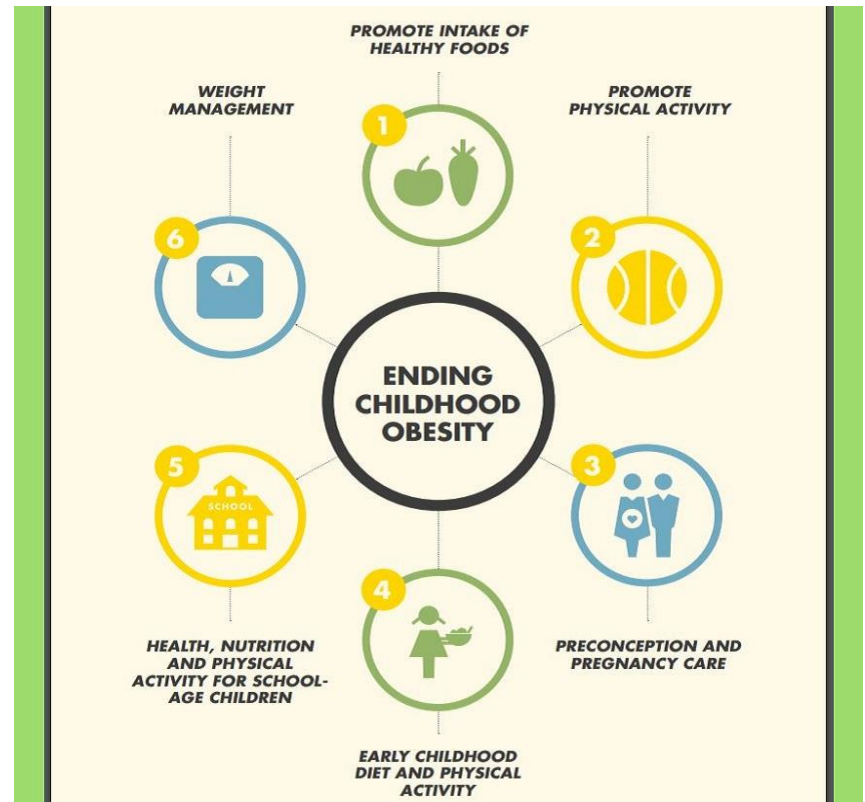 PROMOTE INTAKE OF
HEALTHY FOODS
1
PROMOTE
PHYSICAL ACTIVITY
2
PRECONCEPTION AND
PREGNANCY CARE
3
EARLY CHILDHOOD
DIET AND PHYSICAL
ACTIVITY
4
HEALTH, NUTRITION
AND PHYSICAL
ACTIVITY FOR SCHOOL-
AGE CHILDREN
5
SCHOOL
WEIGHT
MANAGEMENT
6
ENDING
CHILDHOOD
OBESITY